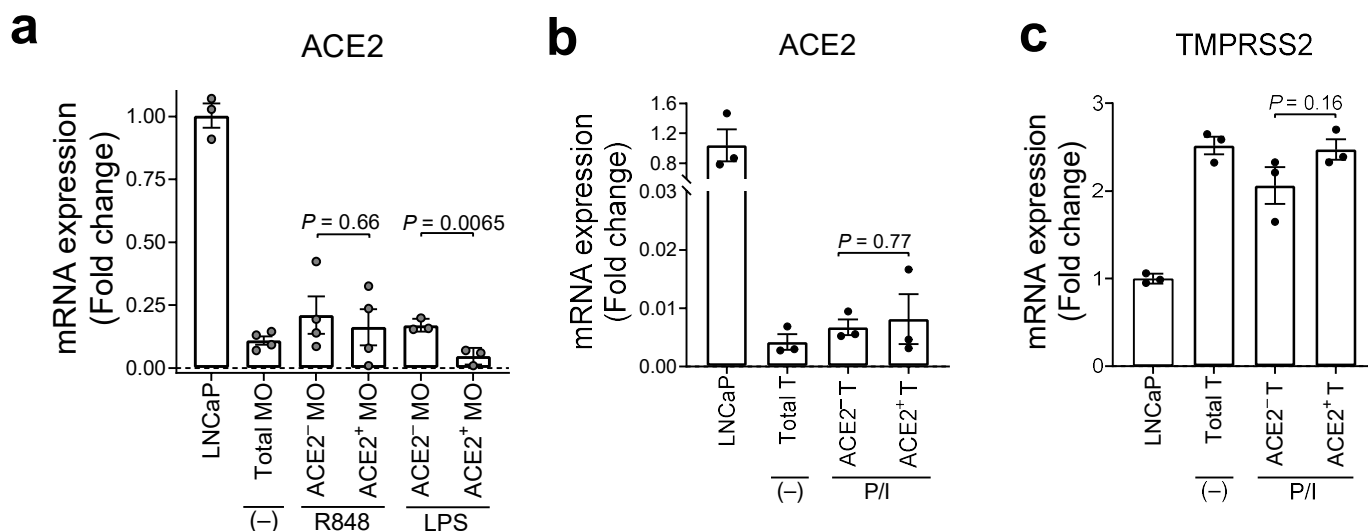 a
ACE2
mRNA expression
(Fold change)
1.00
0.75
0.50
0.25
0.00
P = 0.66
P = 0.0065
LNCaP
Total MO
ACE2⁻ MO
ACE2⁺ MO
ACE2⁻ MO
ACE2⁺ MO
(–)
R848
LPS
b
ACE2
mRNA expression
(Fold change)
1.6
1.2
0.8
0.03
0.02
0.01
0.00
P = 0.77
LNCaP
Total T
ACE2⁻ T
ACE2⁺ T
(–)
P/I
c
TMPRSS2
mRNA expression
(Fold change)
3
2
1
0
P = 0.16
LNCaP
Total T
ACE2⁻ T
ACE2⁺ T
(–)
P/I